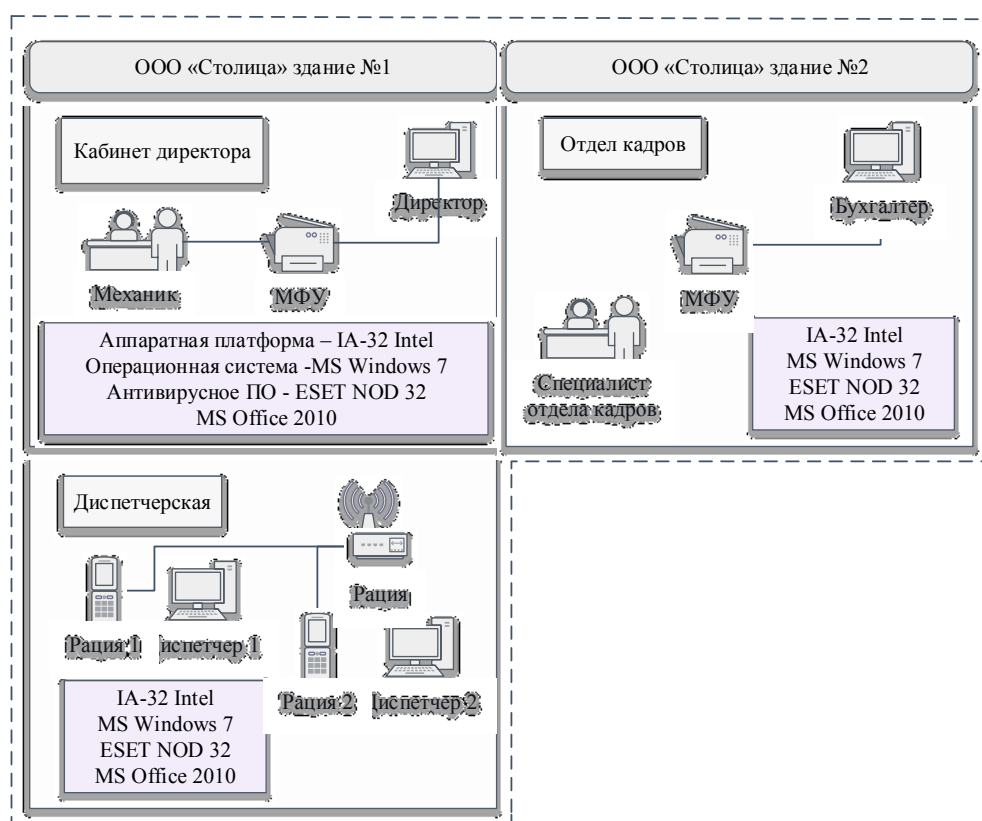 ООО «Столица» здание №1
ООО «Столица» здание №2
Кабинет директора
Директор
Механик
МФУ
Аппаратная платформа – IA-32 Intel
Операционная система -MS Windows 7
Антивирусное ПО - ESET NOD 32
MS Office 2010
Отдел кадров
Бухгалтер
МФУ
Специалист
отдела кадров
IA-32 Intel
MS Windows 7
ESET NOD 32
MS Office 2010
Диспетчерская
Рация
Рация 1
испетчер 1
Рация 2
испетчер 2
IA-32 Intel
MS Windows 7
ESET NOD 32
MS Office 2010